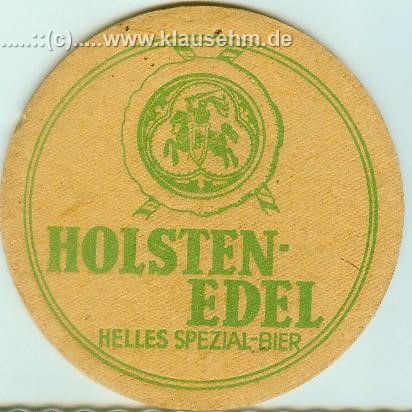 .....::(c).....www.klausehm.de
HOLSTEN-
EDEL
HELLES SPEZIAL-BIER